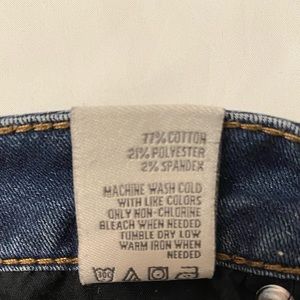 77% COTTON
21% POLYESTER
2% SPANDEX
MACHINE WASH COLD
WITH LIKE COLORS
ONLY NON-CHLORINE
BLEACH WHEN NEEDED
TUMBLE DRY LOW
WARM IRON WHEN
NEEDED